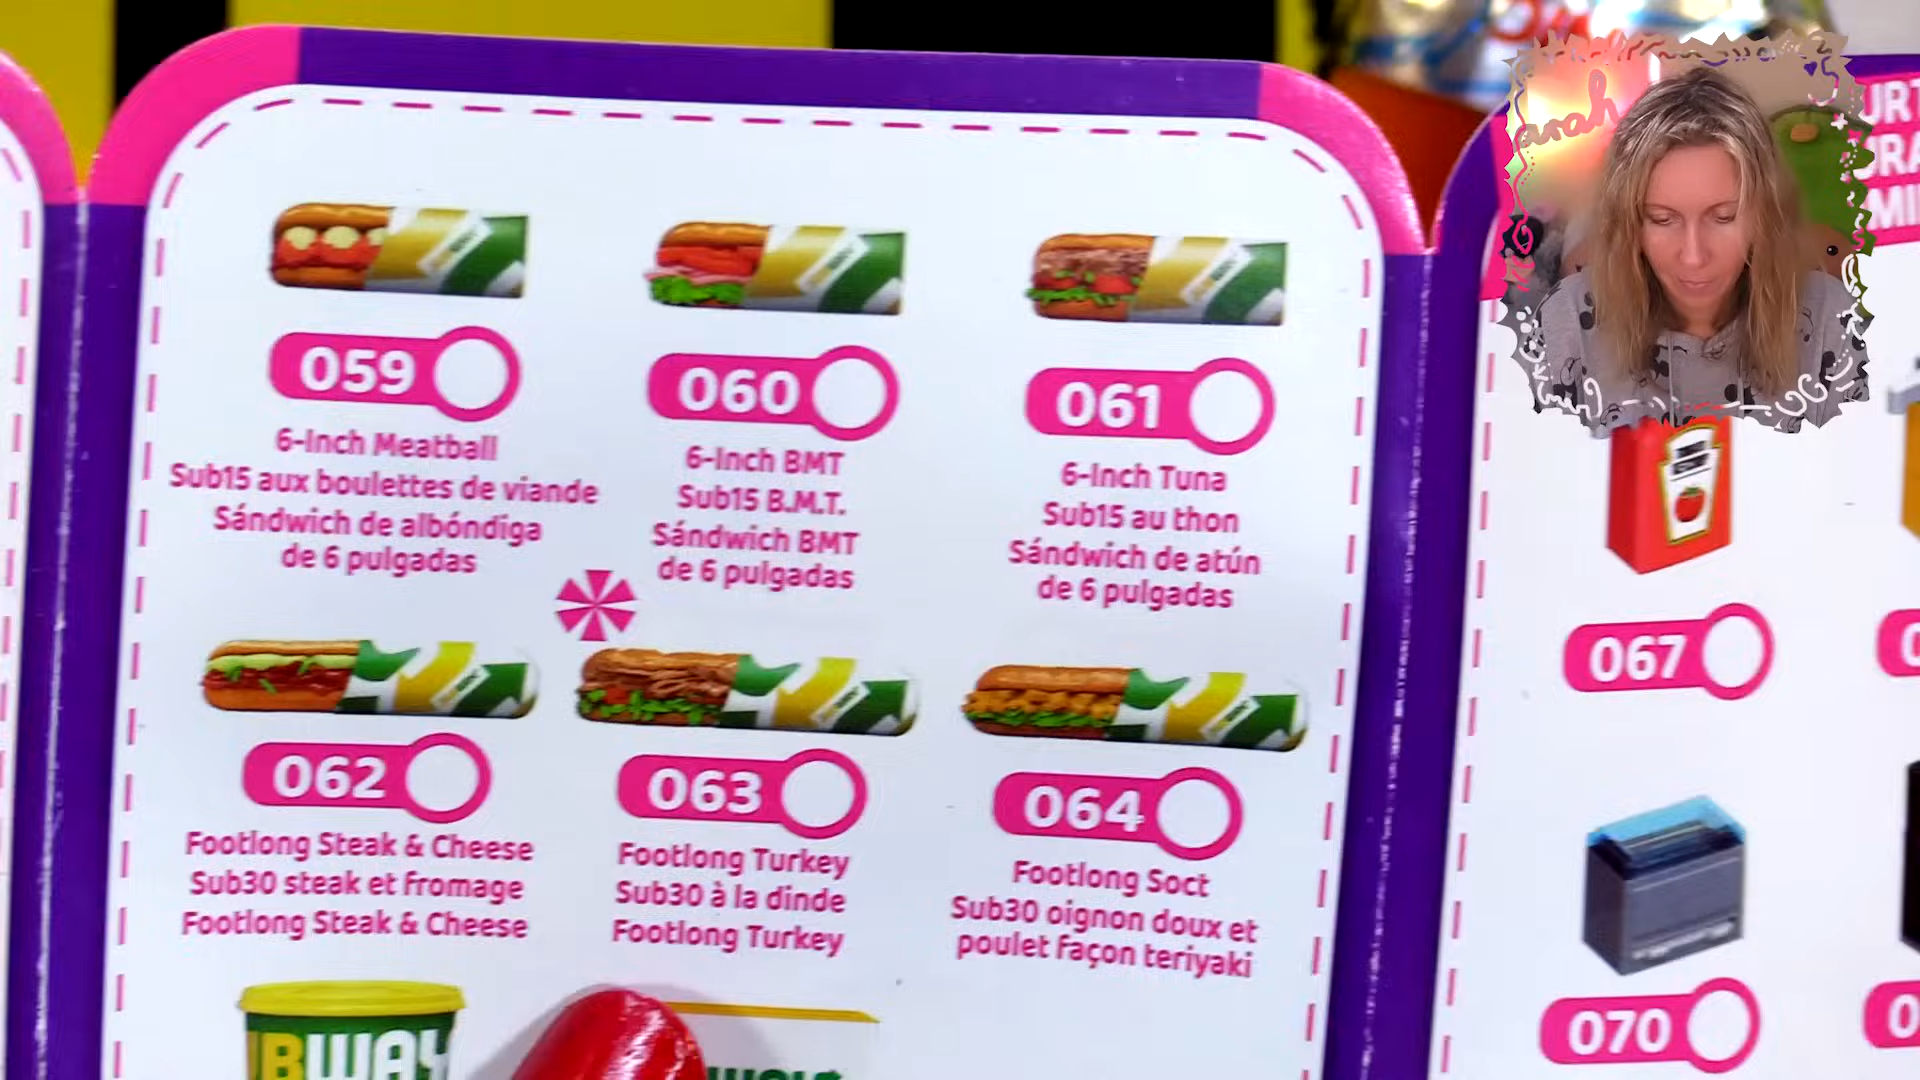 059
6-Inch Meatball
Sub15 aux boulettes de viande
Sándwich de albóndiga
de 6 pulgadas
060
6-Inch BMT
Sub15 B.M.T.
Sándwich BMT
de 6 pulgadas
061
6-Inch Tuna
Sub15 au thon
Sándwich de atún
de 6 pulgadas
062
Footlong Steak & Cheese
Sub30 steak et fromage
Footlong Steak & Cheese
063
Footlong Turkey
Sub30 à la dinde
Footlong Turkey
064
Footlong Soct
Sub30 oignon doux et
poulet façon teriyaki
BWAY
arah
067
070